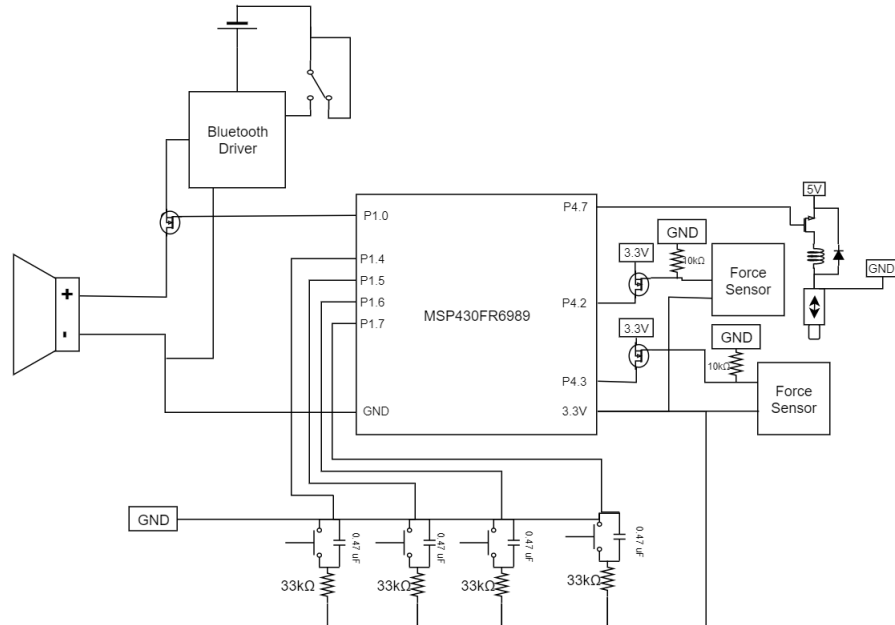 Bluetooth
Driver
P1.0
P1.4
P1.5
P1.6
P1.7
GND
MSP430FR6989
P4.7
P4.2
P4.3
3.3V
5V
GND
3.3V
GND
10kΩ
Force
Sensor
3.3V
GND
10kΩ
Force
Sensor
+
-
GND
0.47 uF
0.47 uF
0.47 uF
0.47 uF
33kΩ
33kΩ
33kΩ
33kΩ